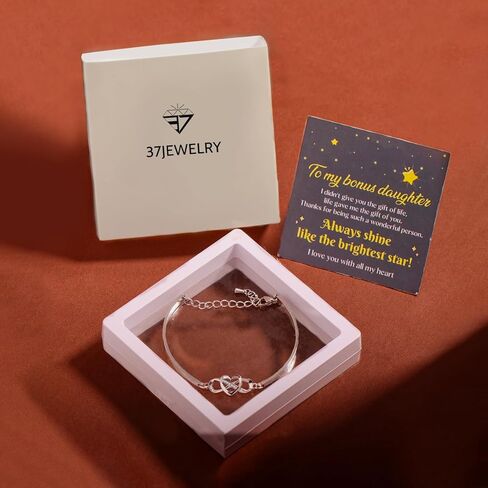 37
37JEWELRY
To my bonus daughter
I didn't give you the gift of life,
life gave me the gift of you.
Thanks for being such a wonderful person.
Always shine
like the brightest star!
I love you with all my heart